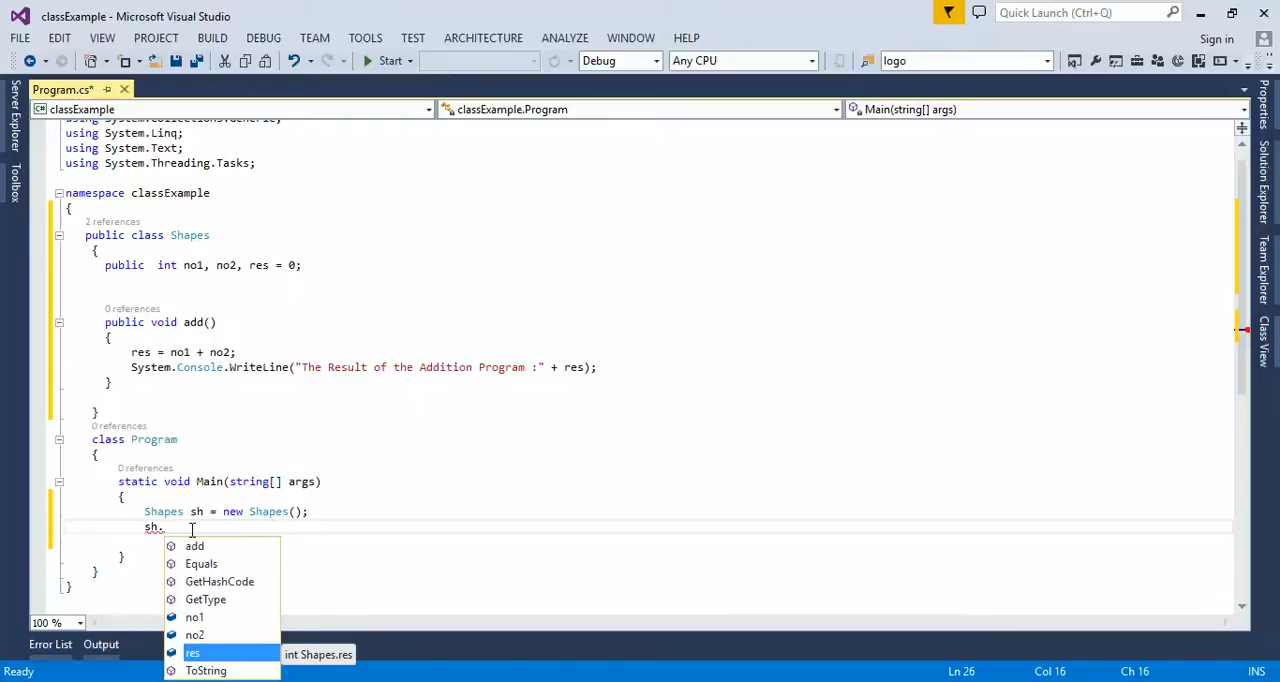 classExample - Microsoft Visual Studio
Quick Launch (Ctrl+Q)
FILE EDIT VIEW PROJECT BUILD DEBUG TEAM TOOLS TEST ARCHITECTURE ANALYZE WINDOW HELP
Sign in
Start Debug Any CPU logo
Program.cs*
classExample classExample.Program Main(string[] args)
Server Explorer
Toolbox
Properties
Solution Explorer
Team Explorer
Class View
using System.Collections.Generic;
using System.Linq;
using System.Text;
using System.Threading.Tasks;
namespace classExample
{
2 references
public class Shapes
{
public int no1, no2, res = 0;
0 references
public void add()
{
res = no1 + no2;
System.Console.WriteLine("The Result of the Addition Program :" + res);
}
}
0 references
class Program
{
0 references
static void Main(string[] args)
{
Shapes sh = new Shapes();
sh.
add
Equals
GetHashCode
GetType
no1
no2
res int Shapes.res
ToString
}
}
}
100 %
Error List Output
Ready Ln 26 Col 16 Ch 16 INS